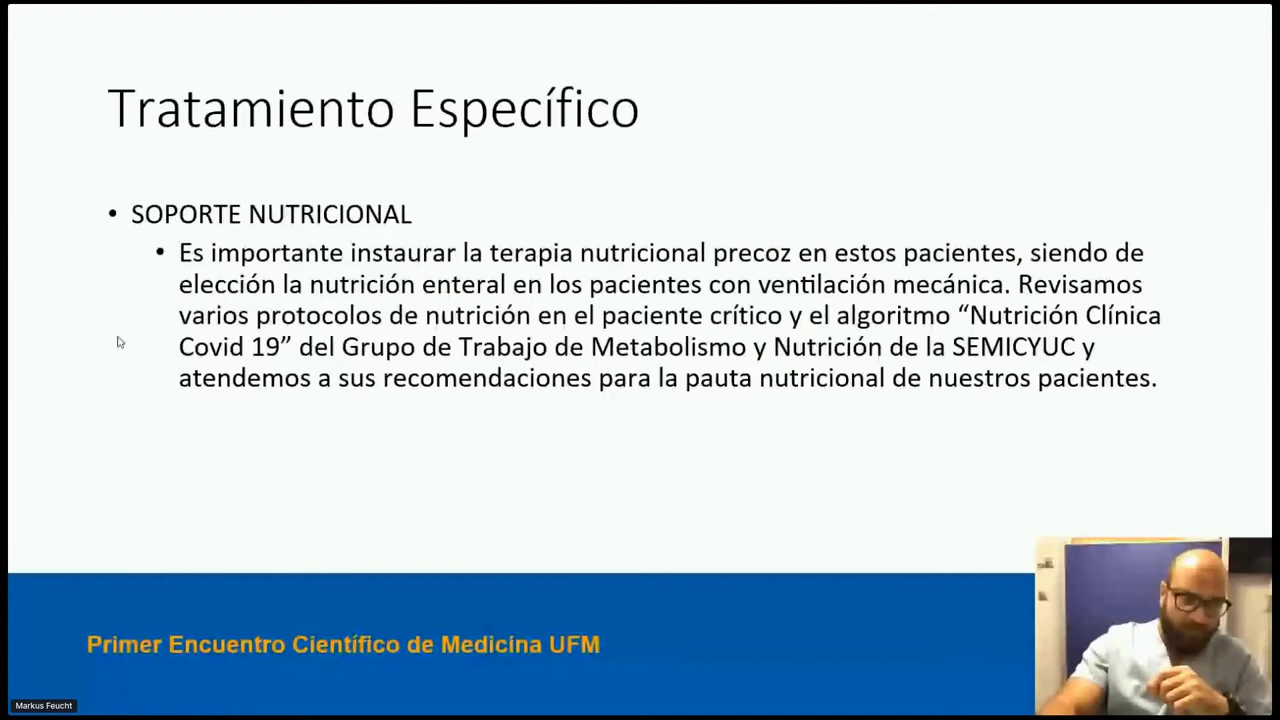 Tratamiento Específico
• SOPORTE NUTRICIONAL
• Es importante instaurar la terapia nutricional precoz en estos pacientes, siendo de
elección la nutrición enteral en los pacientes con ventilación mecánica. Revisamos
varios protocolos de nutrición en el paciente crítico y el algoritmo “Nutrición Clínica
Covid 19” del Grupo de Trabajo de Metabolismo y Nutrición de la SEMICYUC y
atendemos a sus recomendaciones para la pauta nutricional de nuestros pacientes.
Primer Encuentro Científico de Medicina UFM
Markus Feucht